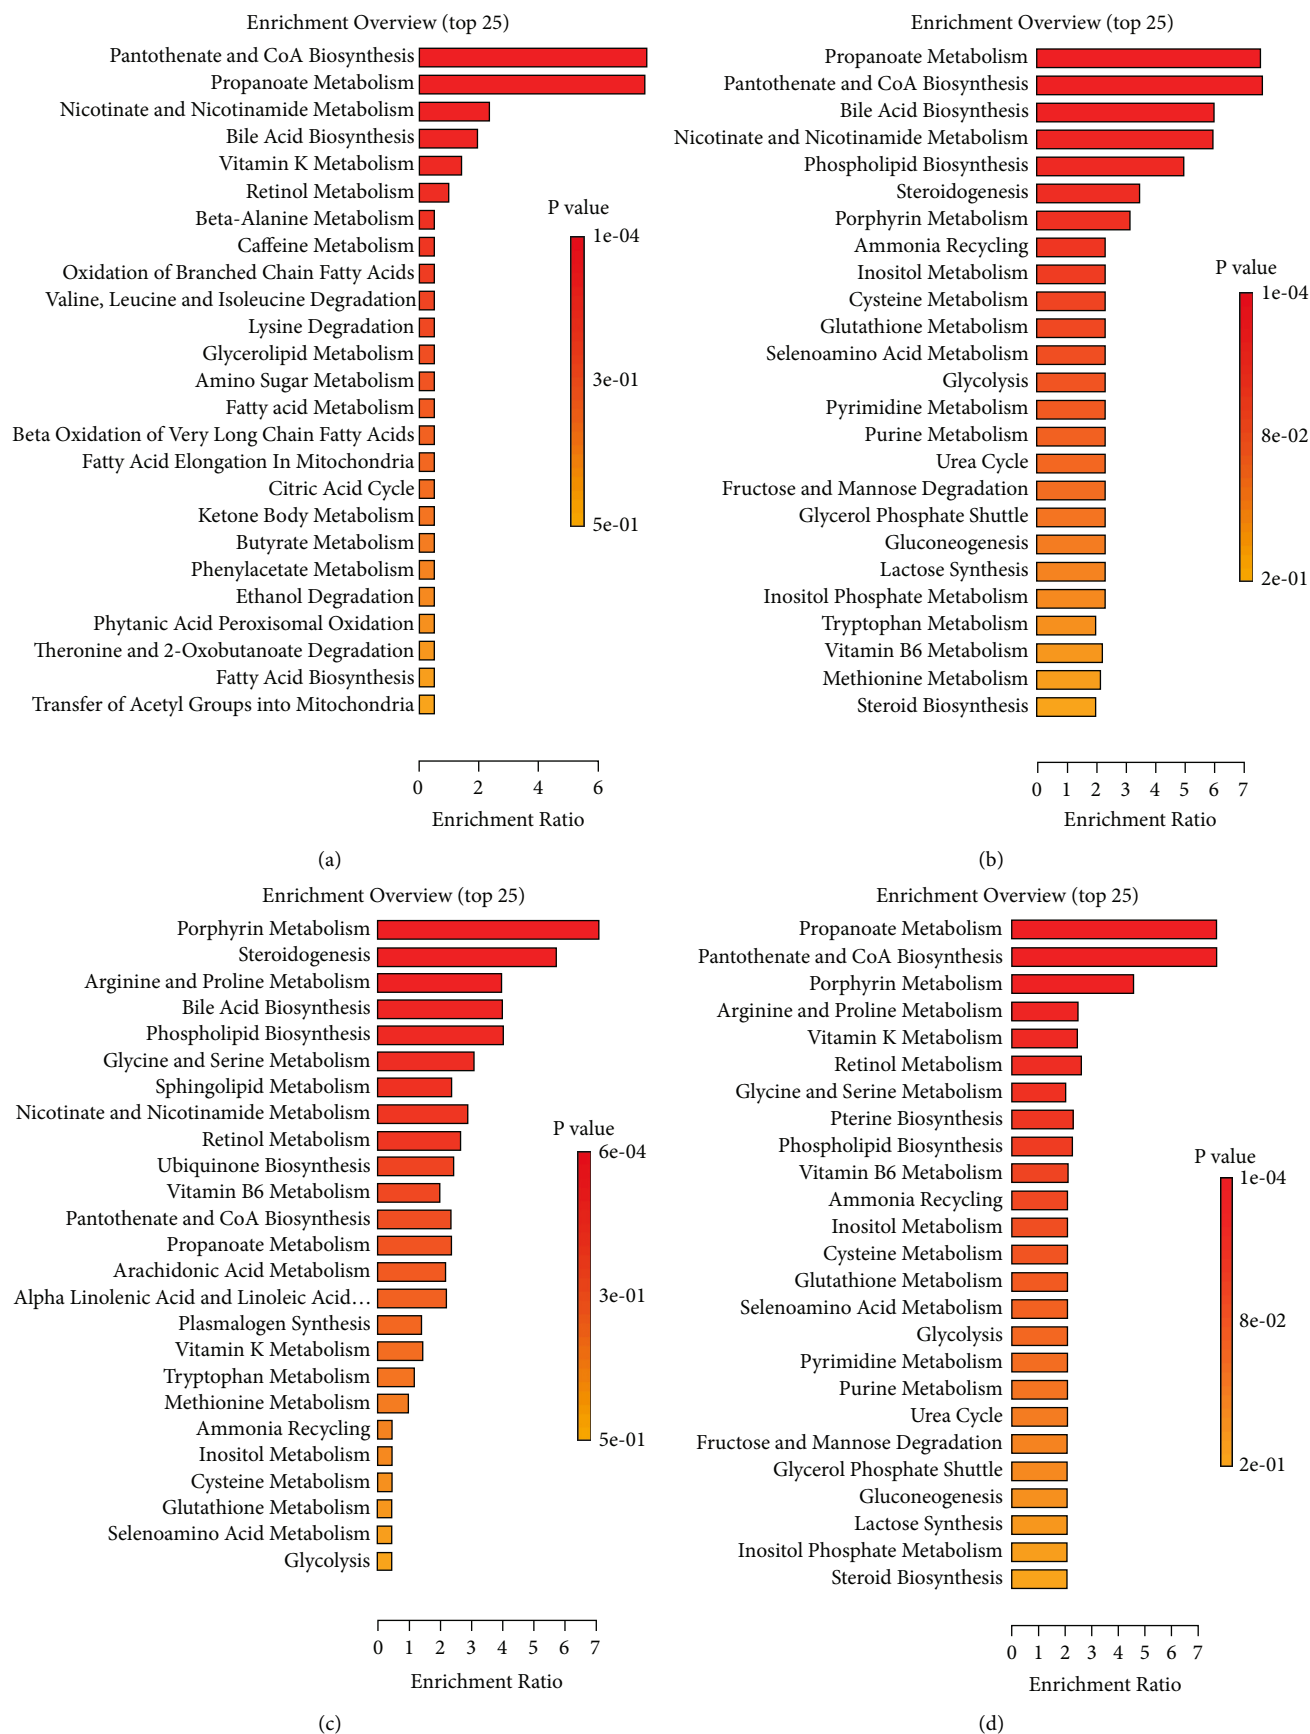 Enrichment Overview (top 25)
Pantothenate and CoA Biosynthesis
Propanoate Metabolism
Nicotinate and Nicotinamide Metabolism
Bile Acid Biosynthesis
Vitamin K Metabolism
Retinol Metabolism
Beta-Alanine Metabolism
Caffeine Metabolism
Oxidation of Branched Chain Fatty Acids
Valine, Leucine and Isoleucine Degradation
Lysine Degradation
Glycerolipid Metabolism
Amino Sugar Metabolism
Fatty acid Metabolism
Beta Oxidation of Very Long Chain Fatty Acids
Fatty Acid Elongation In Mitochondria
Citric Acid Cycle
Ketone Body Metabolism
Butyrate Metabolism
Phenylacetate Metabolism
Ethanol Degradation
Phytanic Acid Peroxisomal Oxidation
Theronine and 2-Oxobutanoate Degradation
Fatty Acid Biosynthesis
Transfer of Acetyl Groups into Mitochondria
P value
1e-04
3e-01
5e-01
0 2 4 6
Enrichment Ratio
(a)
Enrichment Overview (top 25)
Propanoate Metabolism
Pantothenate and CoA Biosynthesis
Bile Acid Biosynthesis
Nicotinate and Nicotinamide Metabolism
Phospholipid Biosynthesis
Steroidogenesis
Porphyrin Metabolism
Ammonia Recycling
Inositol Metabolism
Cysteine Metabolism
Glutathione Metabolism
Selenoamino Acid Metabolism
Glycolysis
Pyrimidine Metabolism
Purine Metabolism
Urea Cycle
Fructose and Mannose Degradation
Glycerol Phosphate Shuttle
Gluconeogenesis
Lactose Synthesis
Inositol Phosphate Metabolism
Tryptophan Metabolism
Vitamin B6 Metabolism
Methionine Metabolism
Steroid Biosynthesis
P value
1e-04
8e-02
2e-01
0 1 2 3 4 5 6 7
Enrichment Ratio
(b)
Enrichment Overview (top 25)
Porphyrin Metabolism
Steroidogenesis
Arginine and Proline Metabolism
Bile Acid Biosynthesis
Phospholipid Biosynthesis
Glycine and Serine Metabolism
Sphingolipid Metabolism
Nicotinate and Nicotinamide Metabolism
Retinol Metabolism
Ubiquinone Biosynthesis
Vitamin B6 Metabolism
Pantothenate and CoA Biosynthesis
Propanoate Metabolism
Arachidonic Acid Metabolism
Alpha Linolenic Acid and Linoleic Acid…
Plasmalogen Synthesis
Vitamin K Metabolism
Tryptophan Metabolism
Methionine Metabolism
Ammonia Recycling
Inositol Metabolism
Cysteine Metabolism
Glutathione Metabolism
Selenoamino Acid Metabolism
Glycolysis
P value
6e-04
3e-01
5e-01
0 1 2 3 4 5 6 7
Enrichment Ratio
(c)
Enrichment Overview (top 25)
Propanoate Metabolism
Pantothenate and CoA Biosynthesis
Porphyrin Metabolism
Arginine and Proline Metabolism
Vitamin K Metabolism
Retinol Metabolism
Glycine and Serine Metabolism
Pterine Biosynthesis
Phospholipid Biosynthesis
Vitamin B6 Metabolism
Ammonia Recycling
Inositol Metabolism
Cysteine Metabolism
Glutathione Metabolism
Selenoamino Acid Metabolism
Glycolysis
Pyrimidine Metabolism
Purine Metabolism
Urea Cycle
Fructose and Mannose Degradation
Glycerol Phosphate Shuttle
Gluconeogenesis
Lactose Synthesis
Inositol Phosphate Metabolism
Steroid Biosynthesis
P value
1e-04
8e-02
2e-01
0 1 2 3 4 5 6 7
Enrichment Ratio
(d)